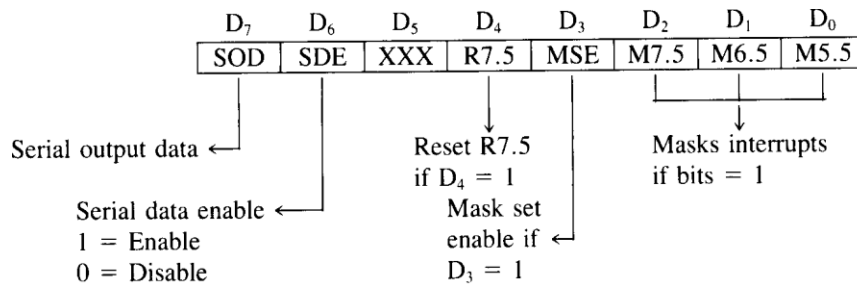 D₇ D₆ D₅ D₄ D₃ D₂ D₁ D₀
SOD SDE XXX R7.5 MSE M7.5 M6.5 M5.5
Serial output data
Reset R7.5
if D₄ = 1
Masks interrupts
if bits = 1
Serial data enable
1 = Enable
0 = Disable
Mask set
enable if
D₃ = 1